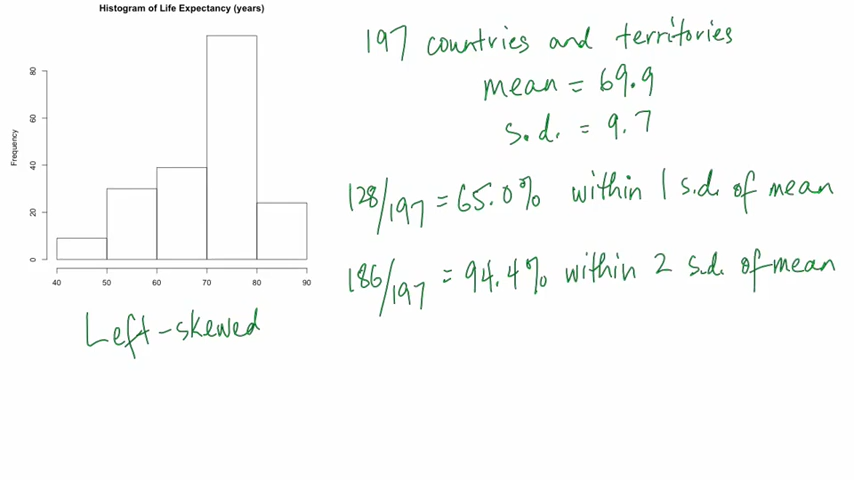 Histogram of Life Expectancy (years)
Frequency
80
60
40
20
0
40 50 60 70 80 90
Left-skewed
197 countries and territories
mean = 69.9
s.d. = 9.7
128/197 = 65.0% within 1 s.d. of mean
186/197 = 94.4% within 2 s.d. of mean